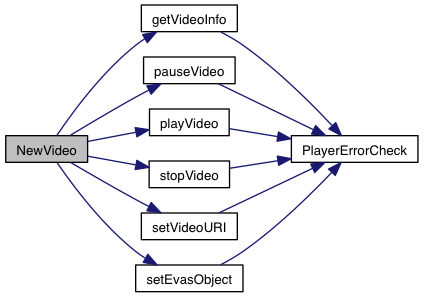 getVideoInfo
pauseVideo
playVideo
PlayerErrorCheck
NewVideo
stopVideo
setVideoURI
setEvasObject